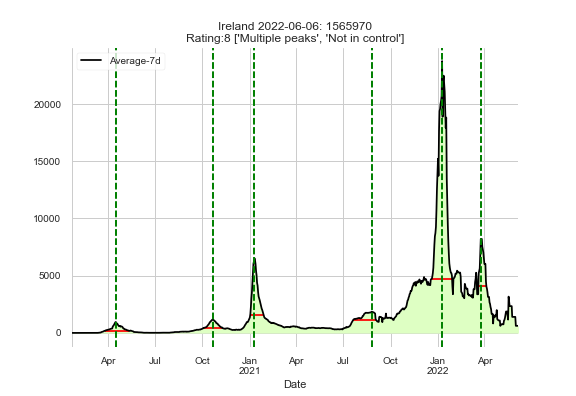 Ireland 2022-06-06: 1565970
Rating:8 ['Multiple peaks', 'Not in control']
Average-7d
20000
15000
10000
5000
0
Apr Jul Oct Jan Apr Jul Oct Jan Apr
2021 2022
Date